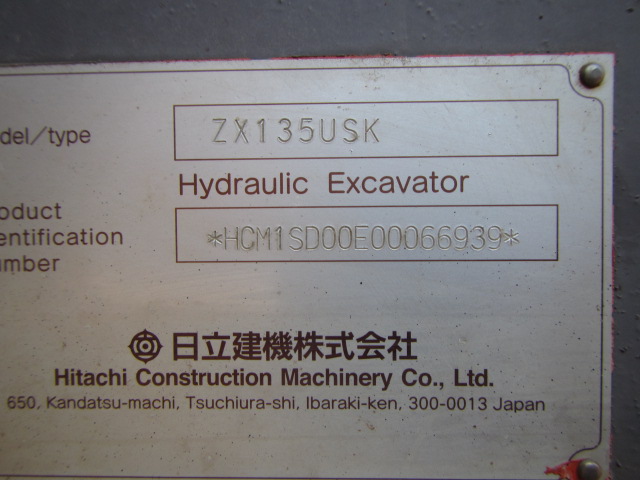 del/type ZX135USK
Hydraulic Excavator
oduct
entification *HCM1SD00E00066939*
umber
日立建機株式会社
Hitachi Construction Machinery Co., Ltd.
650, Kandatsu-machi, Tsuchiura-shi, Ibaraki-ken, 300-0013 Japan